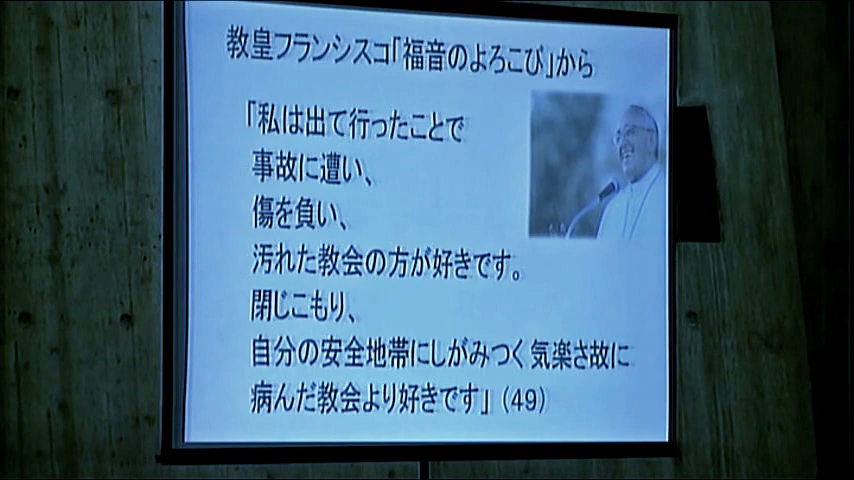 教皇フランシスコ「福音のよろこび」から
「私は出て行ったことで
事故に遭い、
傷を負い、
汚れた教会の方が好きです。
閉じこもり、
自分の安全地帯にしがみつく気楽さ故に
病んだ教会より好きです」(49)